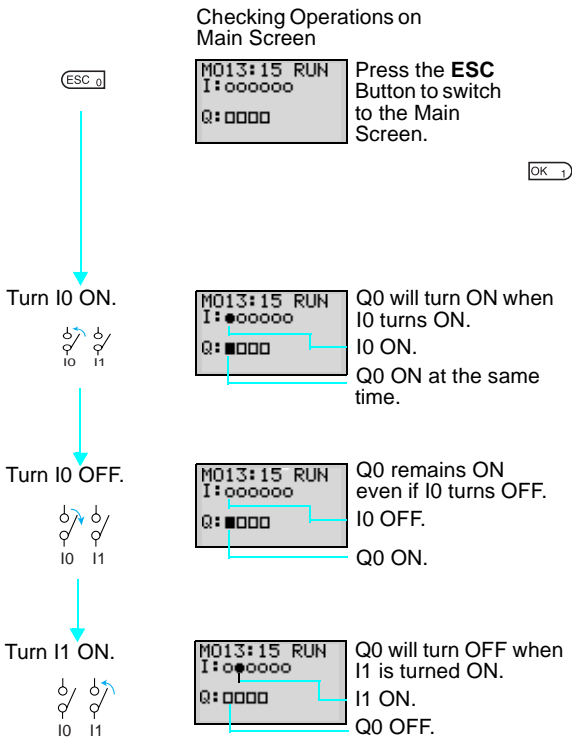 Checking Operations on
Main Screen
ESC 0
MO13:15 RUN
I:oooooo
Q:□□□□
Press the ESC
Button to switch
to the Main
Screen.
OK 1
Turn I0 ON.
I0 I1
MO13:15 RUN
I:●ooooo
Q:■□□□
Q0 will turn ON when
I0 turns ON.
I0 ON.
Q0 ON at the same
time.
Turn I0 OFF.
I0 I1
MO13:15 RUN
I:oooooo
Q:■□□□
Q0 remains ON
even if I0 turns OFF.
I0 OFF.
Q0 ON.
Turn I1 ON.
I0 I1
MO13:15 RUN
I:o●oooo
Q:□□□□
Q0 will turn OFF when
I1 is turned ON.
I1 ON.
Q0 OFF.